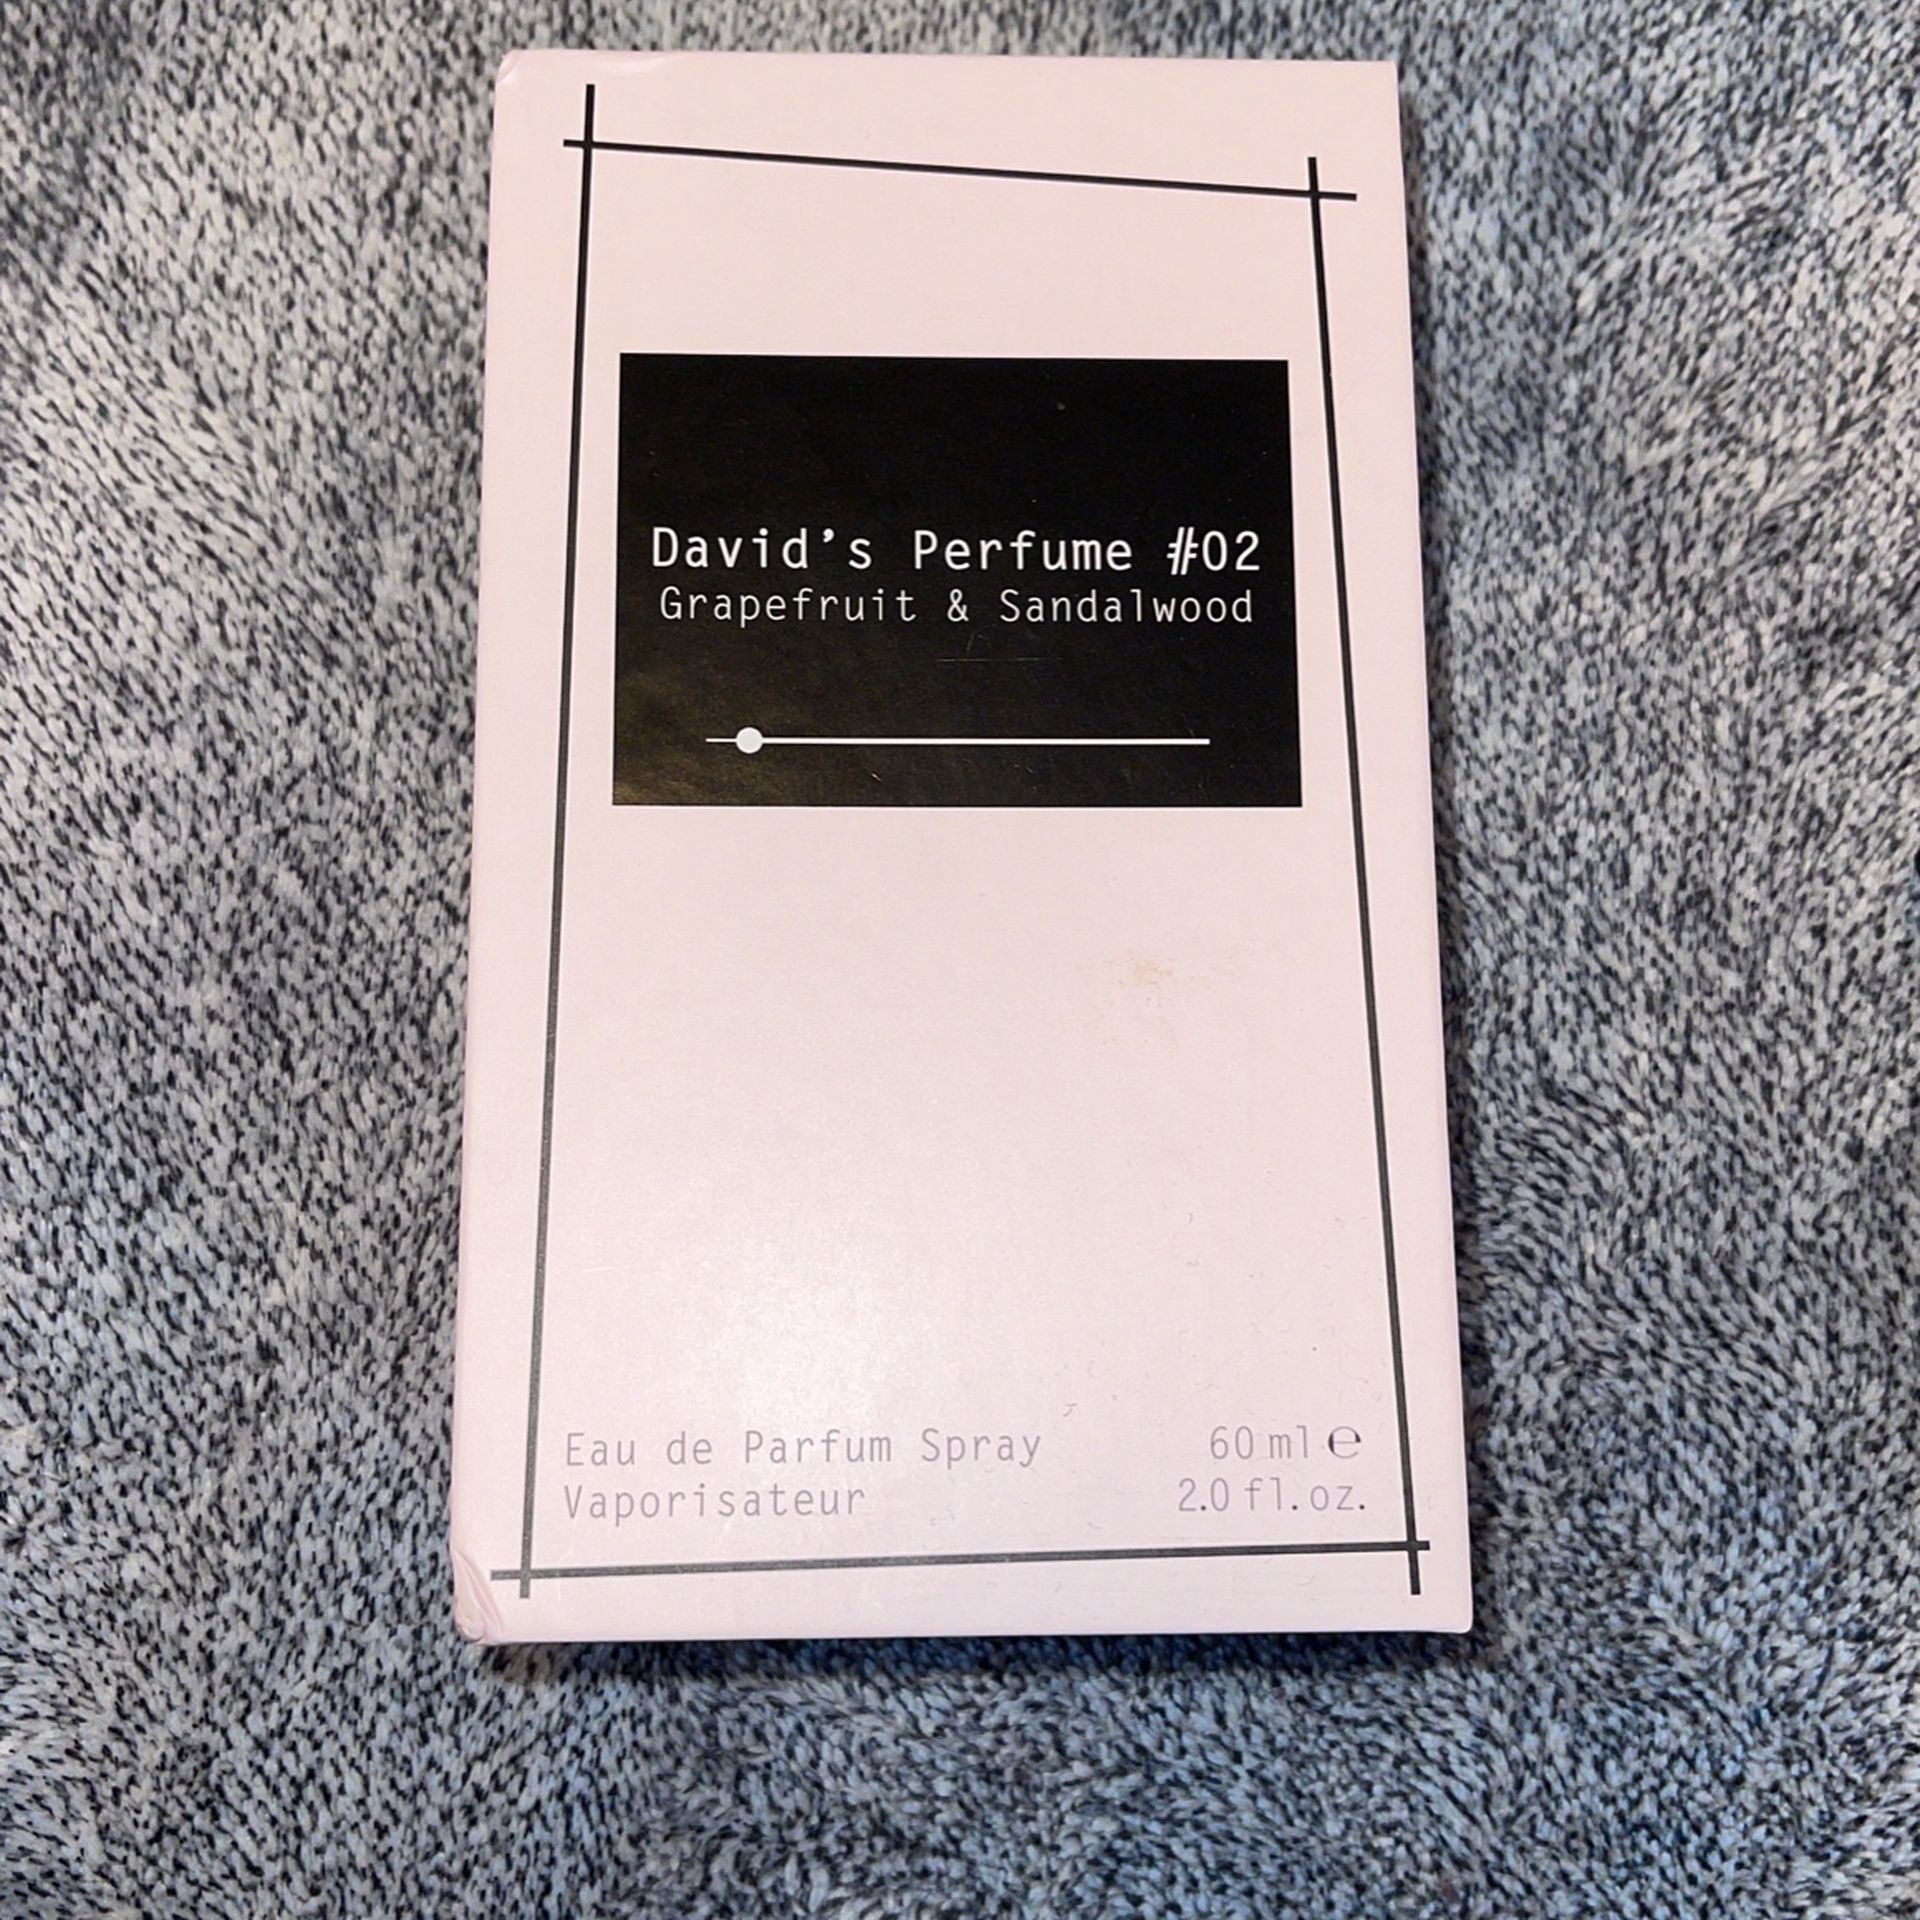 David’s Perfume #02
Grapefruit & Sandalwood
Eau de Parfum Spray 60 ml ℮
Vaporisateur 2.0 fl. oz.